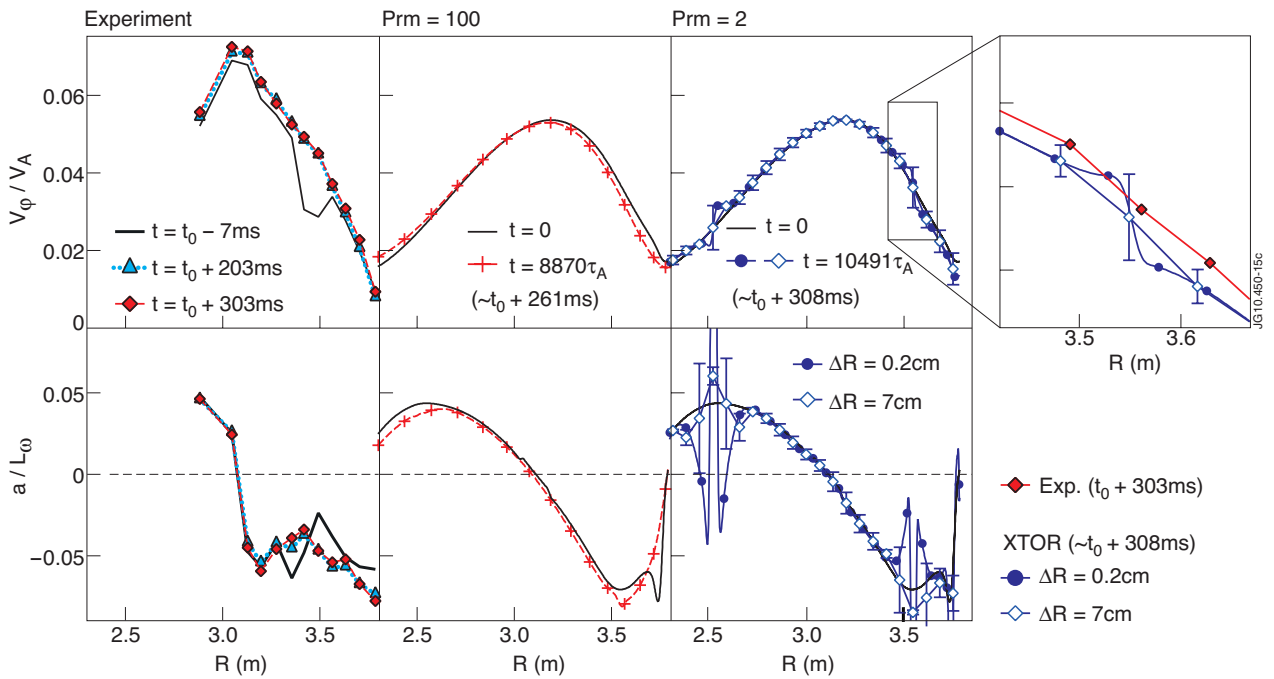 Experiment
Prm = 100
Prm = 2
0.06
0.04
0.02
0
Vφ / VA
t = t0 – 7ms
t = t0 + 203ms
t = t0 + 303ms
t = 0
t = 8870τA
(~t0 + 261ms)
t = 0
t = 10491τA
(~t0 + 308ms)
3.5
3.6
R (m)
JG10.450-15c
0.05
0
–0.05
a / Lω
ΔR = 0.2cm
ΔR = 7cm
2.5
3.0
3.5
R (m)
2.5
3.0
3.5
R (m)
2.5
3.0
3.5
R (m)
Exp. (t0 + 303ms)
XTOR (~t0 + 308ms)
ΔR = 0.2cm
ΔR = 7cm